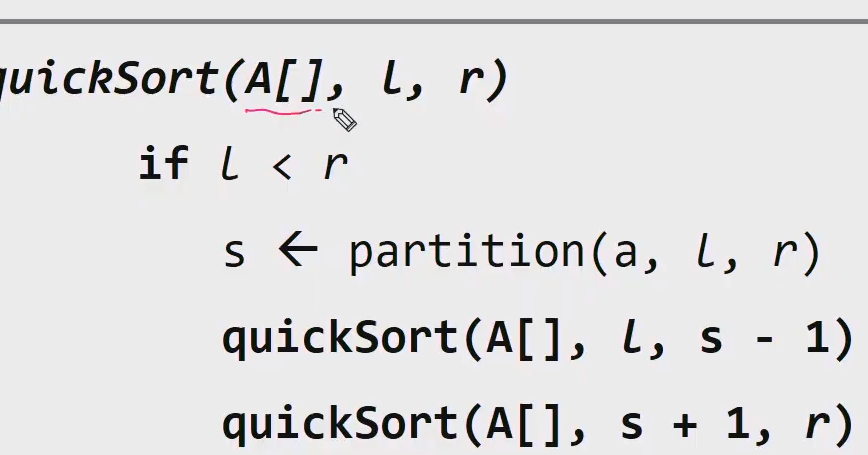 quickSort(A[], l, r)
if l < r
s ← partition(a, l, r)
quickSort(A[], l, s - 1)
quickSort(A[], s + 1, r)